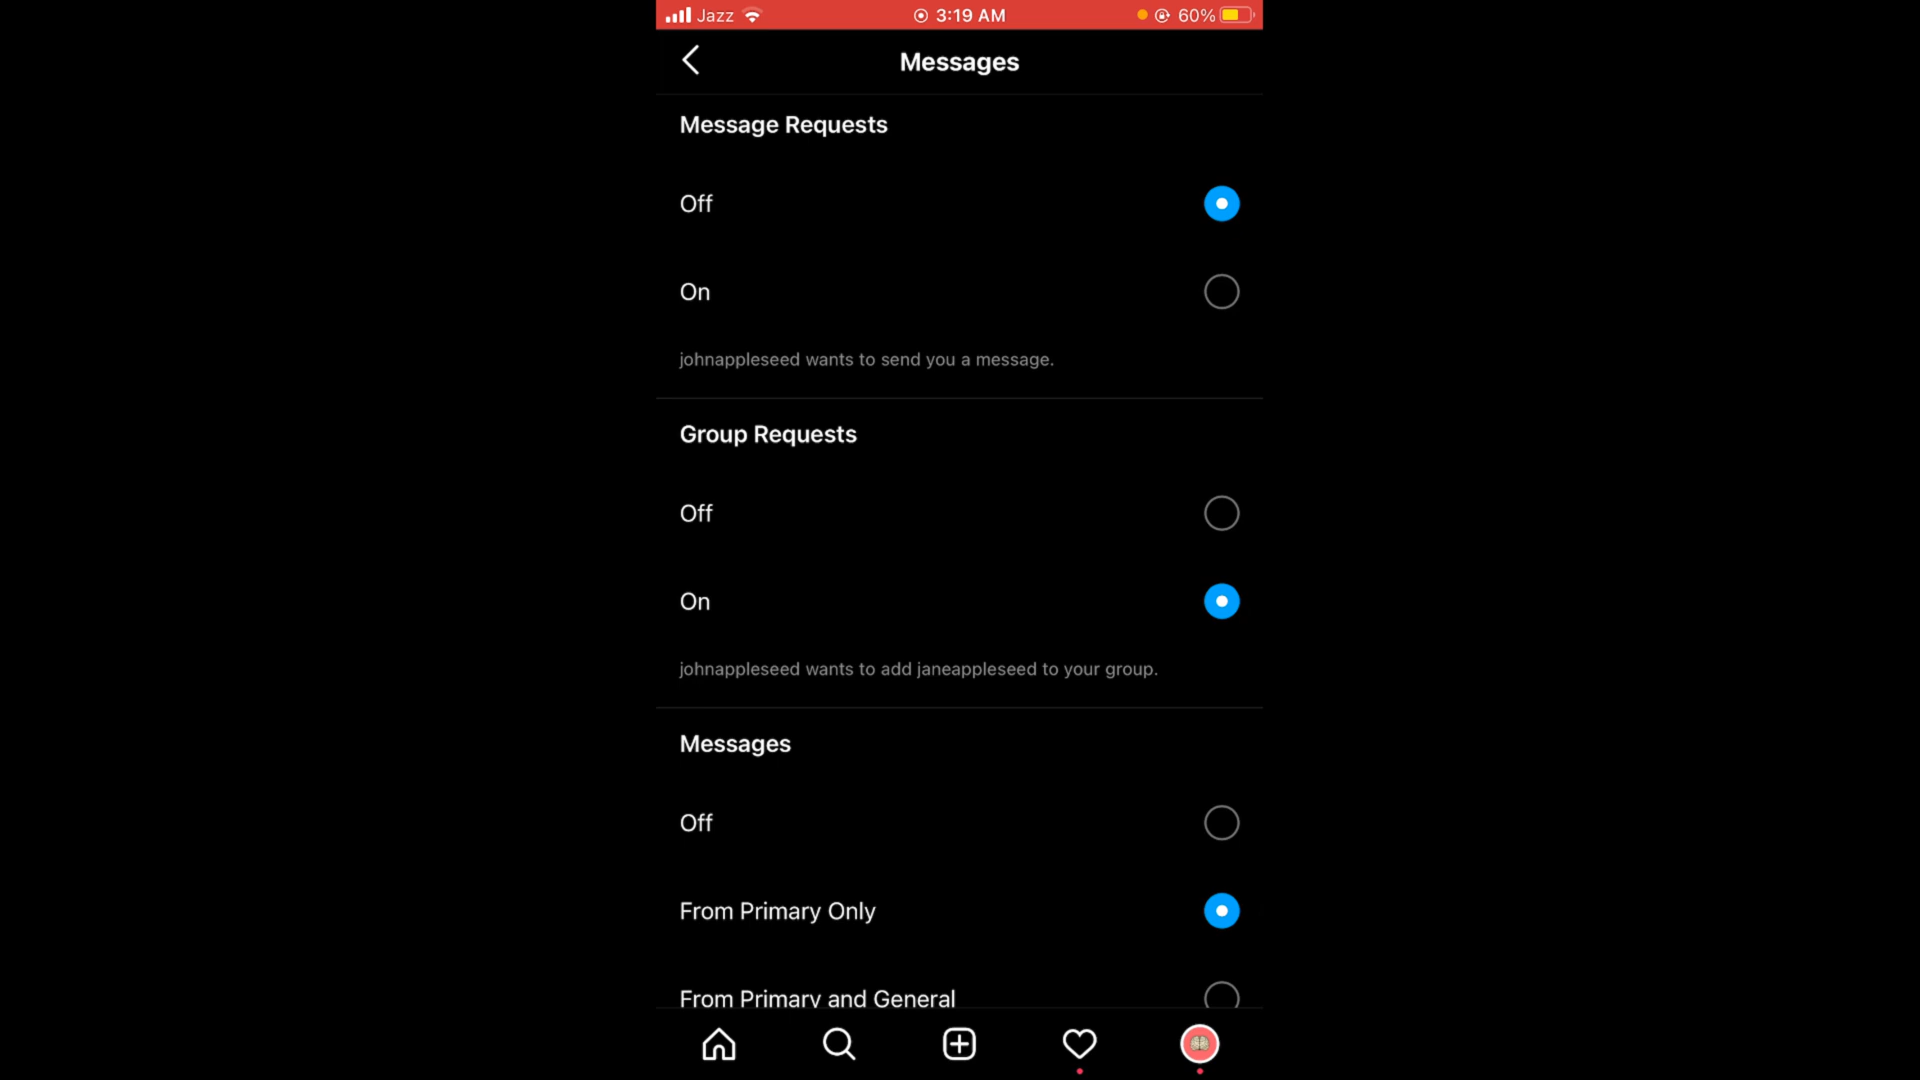 Jazz 3:19 AM 60%
Messages
Message Requests
Off
On
johnappleseed wants to send you a message.
Group Requests
Off
On
johnappleseed wants to add janeappleseed to your group.
Messages
Off
From Primary Only
From Primary and General